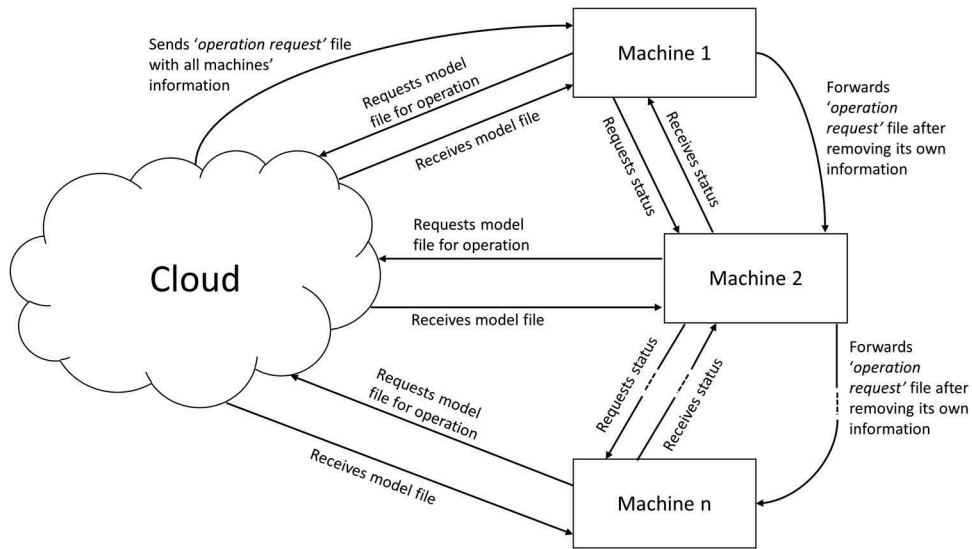 Sends ‘operation request’ file
with all machines’
information
Machine 1
Requests model
file for operation
Receives model file
Forwards
‘operation
request’ file after
removing its own
information
Requests status
Receives status
Requests model
file for operation
Cloud
Machine 2
Receives model file
Forwards
‘operation
request’ file after
removing its own
information
Requests status
Receives status
Requests model
file for operation
Receives model file
Machine n